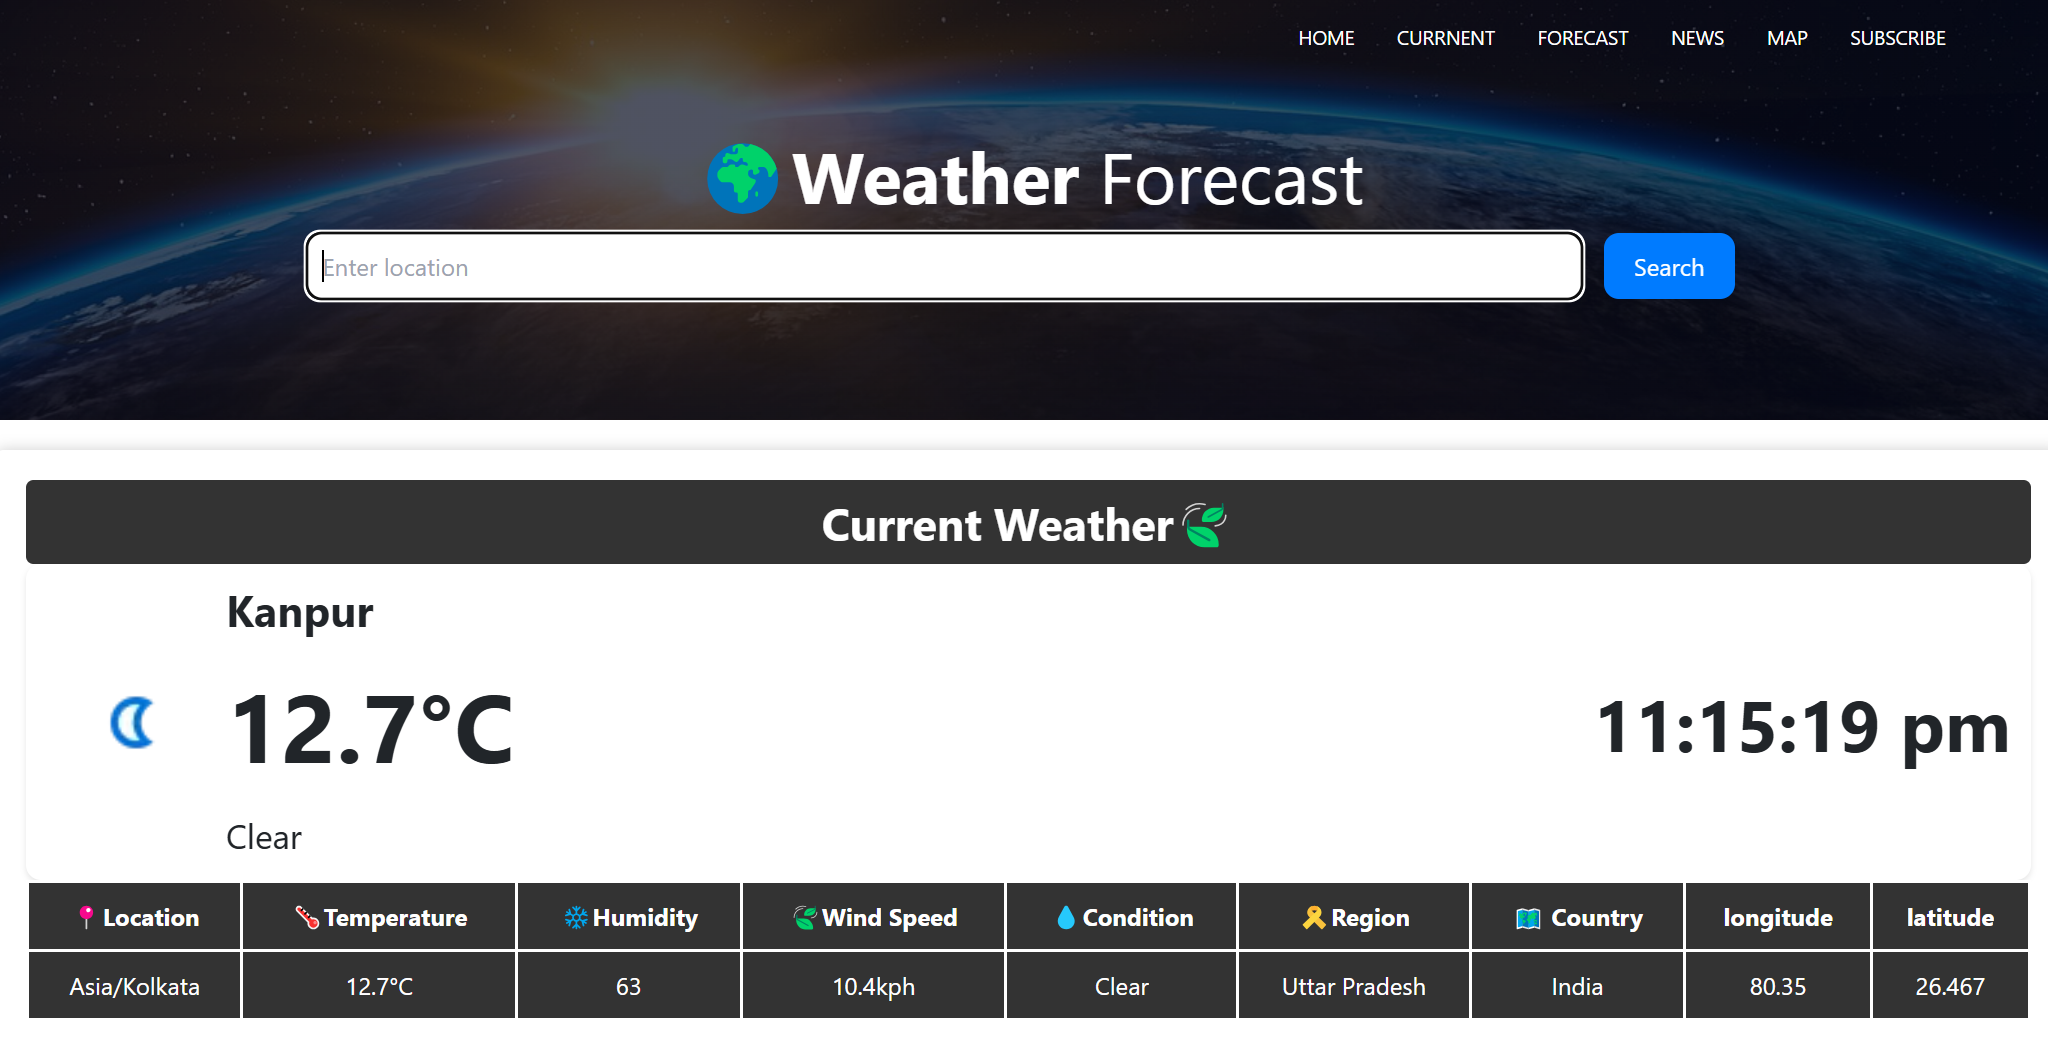 HOME CURRNENT FORECAST NEWS MAP SUBSCRIBE
Weather Forecast
Enter location Search
Current Weather
Kanpur
12.7°C 11:15:19 pm
Clear
Location Temperature Humidity Wind Speed Condition Region Country longitude latitude
Asia/Kolkata 12.7°C 63 10.4kph Clear Uttar Pradesh India 80.35 26.467